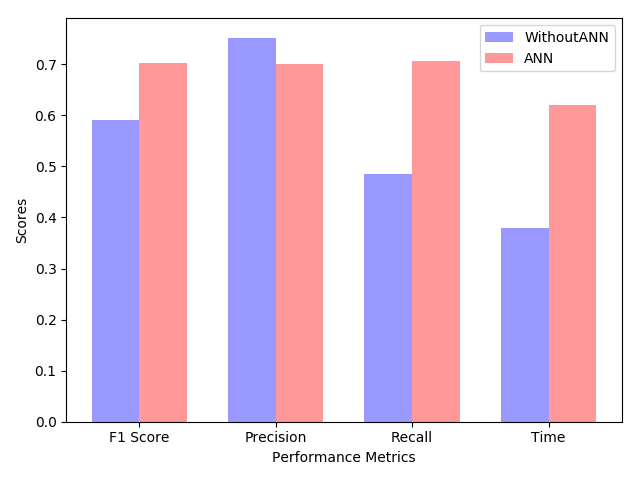 WithoutANN
ANN
0.7
0.6
0.5
0.4
0.3
0.2
0.1
0.0
Scores
F1 Score Precision Recall Time
Performance Metrics